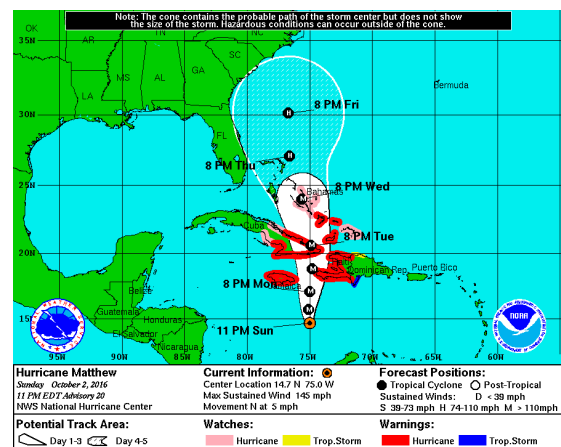 Note: The cone contains the probable path of the storm center but does not show
the size of the storm. Hazardous conditions can occur outside of the cone.
OK
AR
TN
NC
35N
SC
MS
AL
GA
LA
Bermuda
30N
8 PM Fri
FL
8 PM Thu
25N
8 PM Wed
Bahamas
Cuba
8 PM Tue
20N
Haiti
Dominican Rep
Puerto Rico
8 PM Mon
Jamaica
Belize
Guatemala
Honduras
15N
11 PM Sun
El Salvador
Nicaragua
NOAA
95W
90W
85W
80W
75W
70W
65W
60W
Hurricane Matthew
Sunday October 2, 2016
11 PM EDT Advisory 20
NWS National Hurricane Center
Current Information:
Center Location 14.7 N 75.0 W
Max Sustained Wind 145 mph
Movement N at 5 mph
Forecast Positions:
Tropical Cyclone Post-Tropical
Sustained Winds: D < 39 mph
S 39-73 mph H 74-110 mph M > 110mph
Potential Track Area:
Day 1-3 Day 4-5
Watches:
Hurricane Trop.Storm
Warnings:
Hurricane Trop.Storm